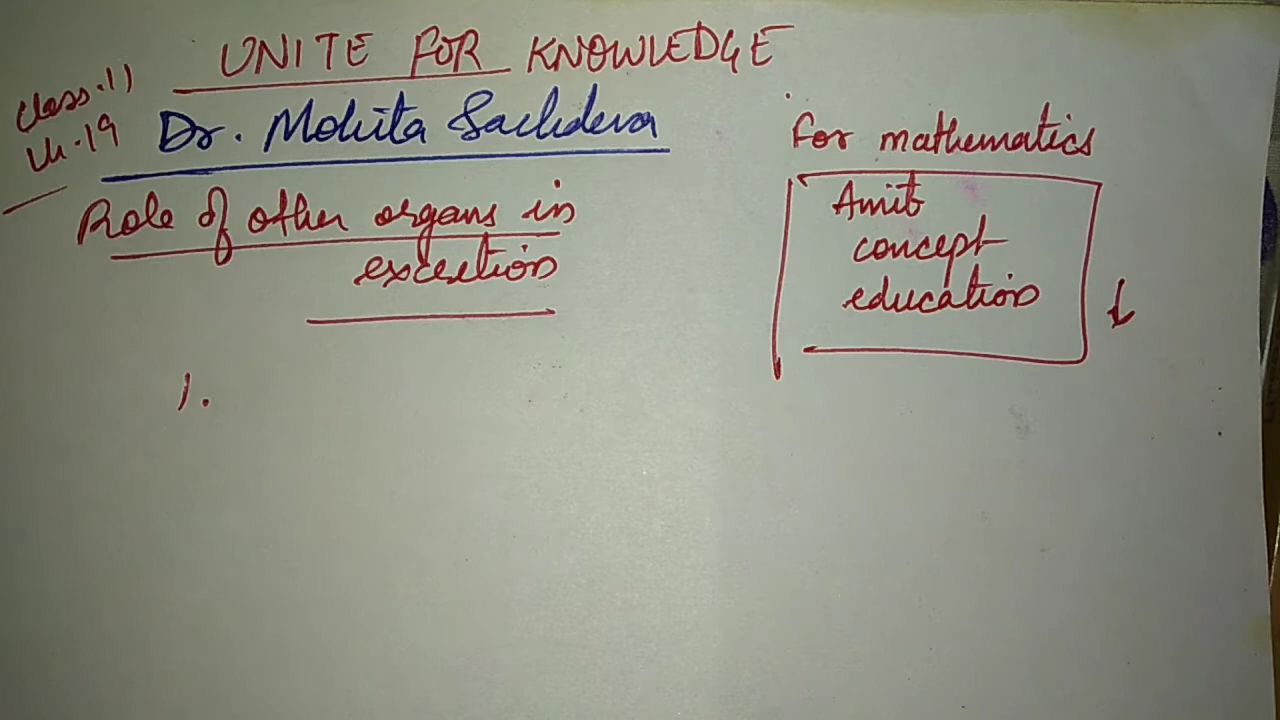 UNITE FOR KNOWLEDGE
Class.11
Ch.19
Dr. Mohita Sachdeva
Role of other organs in
excretion
1.
For mathematics
Amit
concept
education